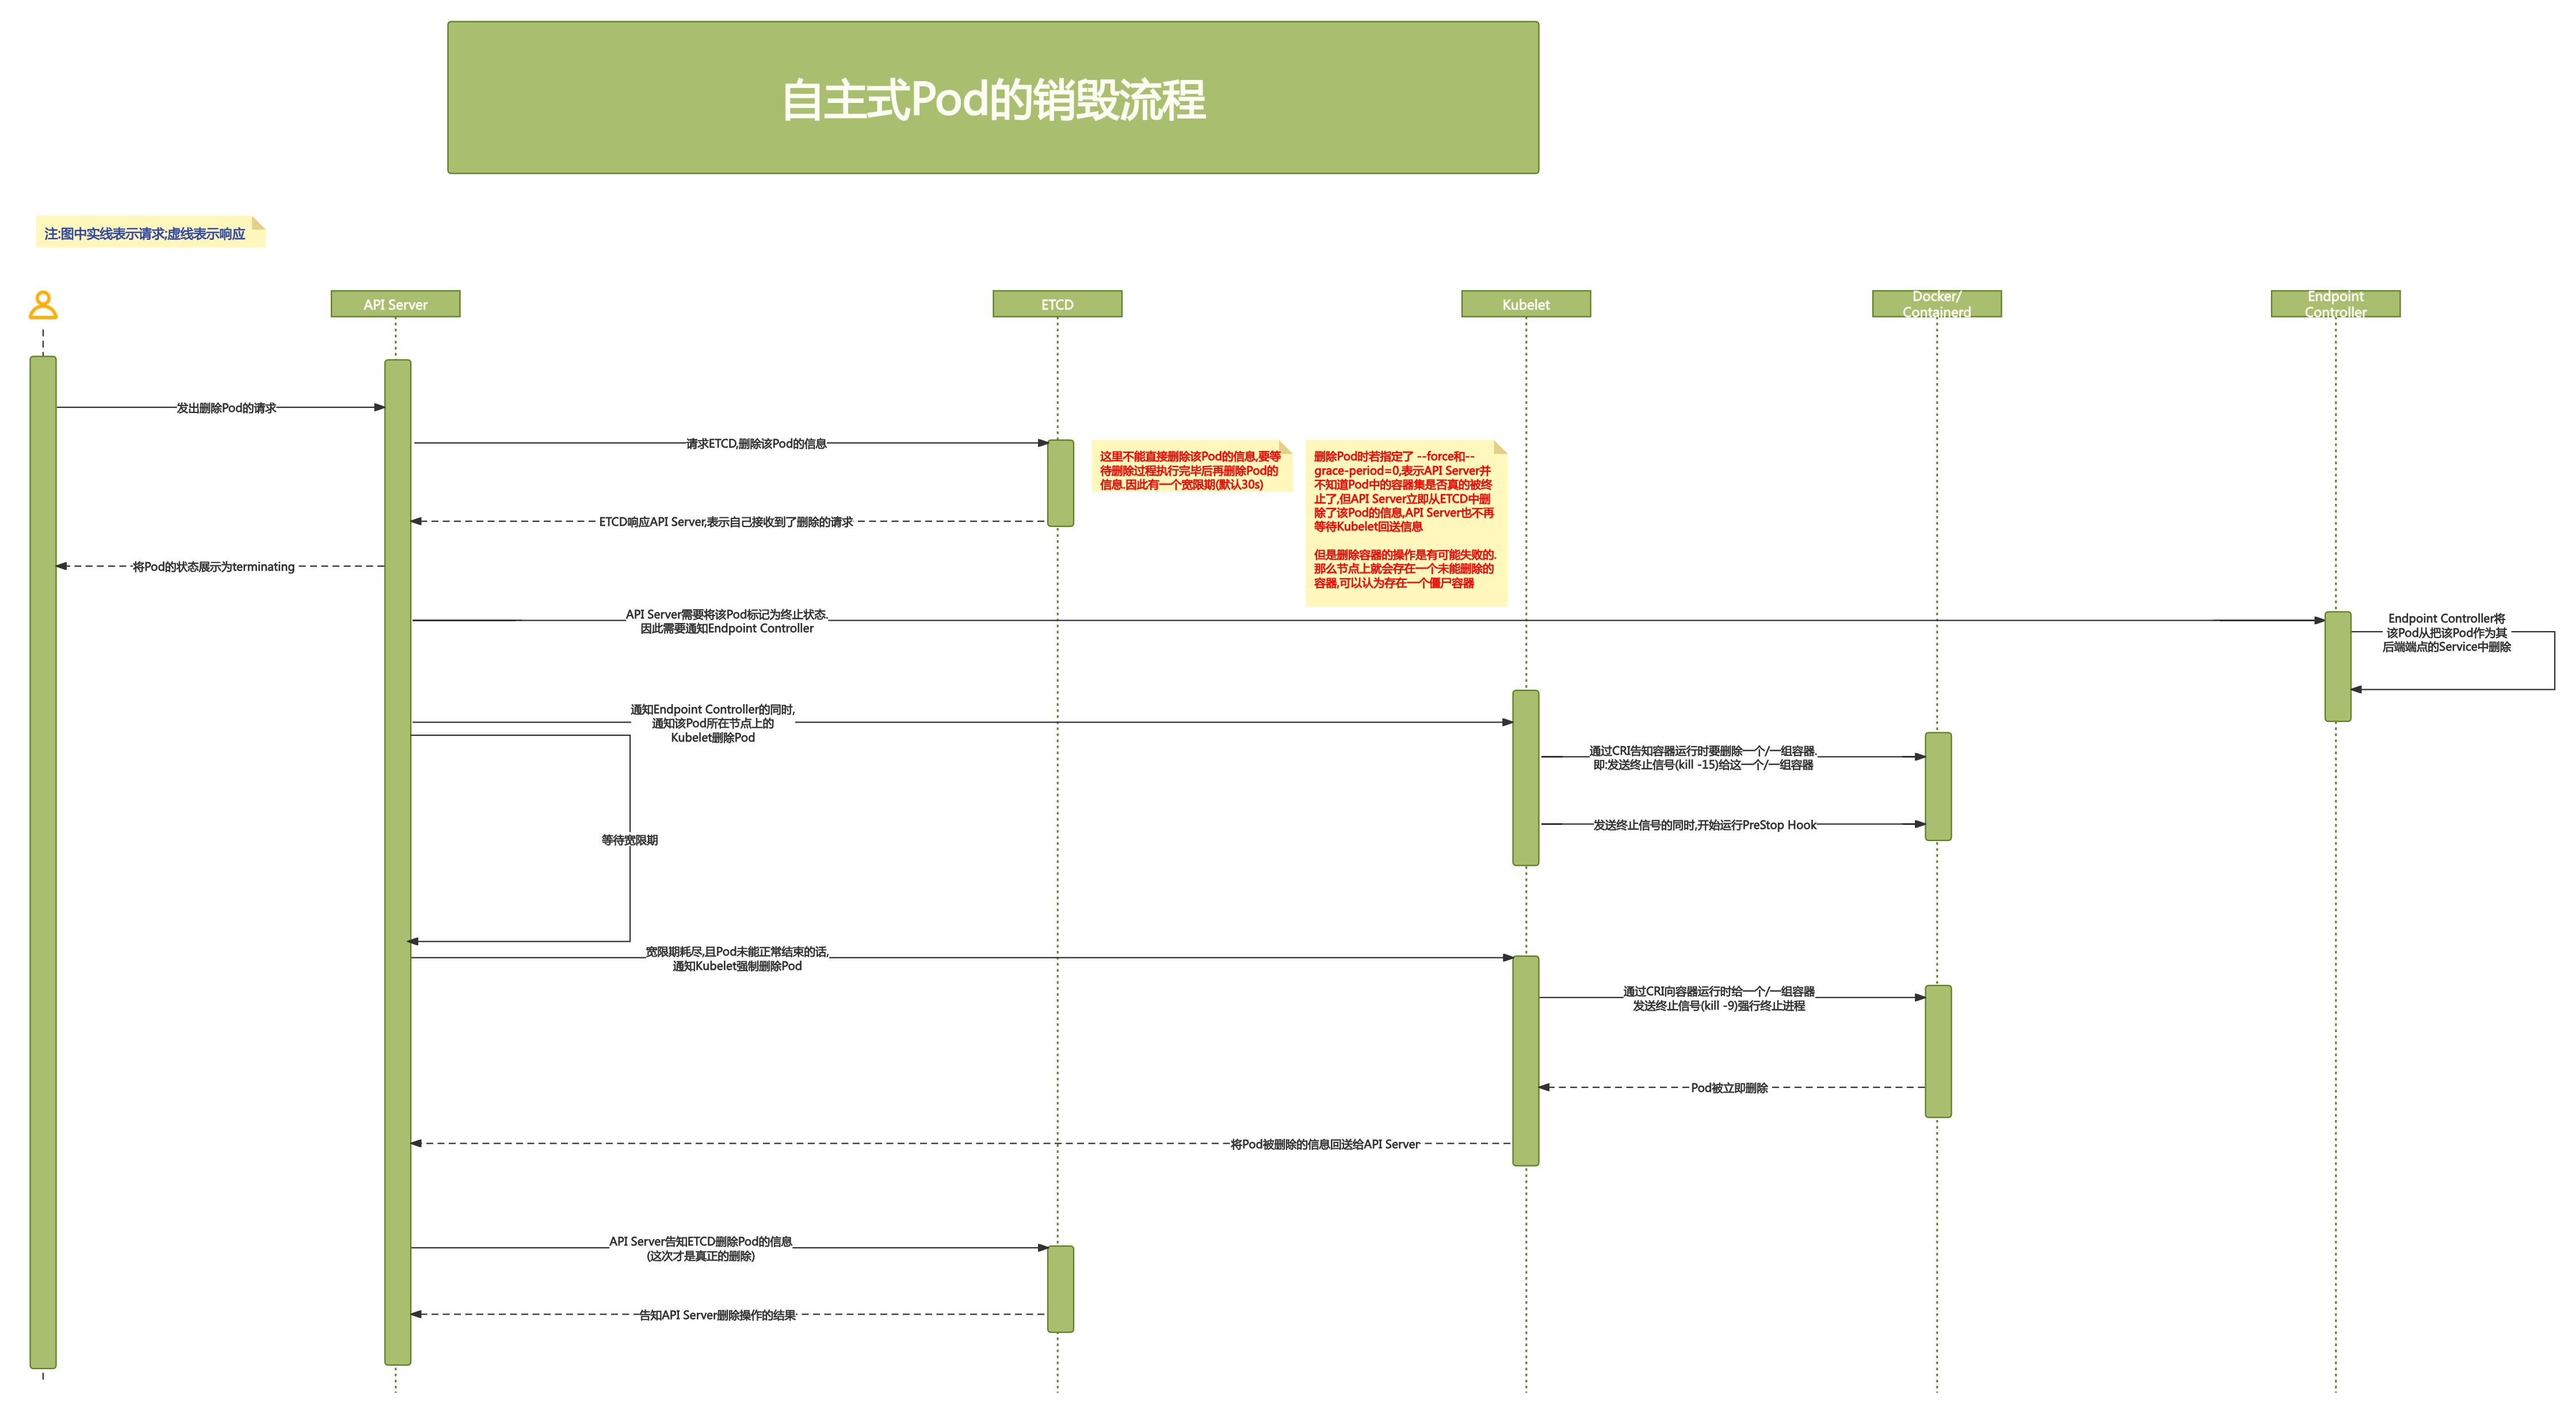 自主式Pod的销毁流程
注:图中实线表示请求;虚线表示响应
API Server
ETCD
Kubelet
Docker/
Containerd
Endpoint
Controller
发出删除Pod的请求
请求ETCD,删除该Pod的信息
这里不能直接删除该Pod的信息,要等
待删除过程执行完毕后再删除Pod的
信息.因此有一个宽限期(默认30s)
删除Pod时若指定了 --force和--
grace-period=0,表示API Server并
不知道Pod中的容器集是否真的被终
止了,但API Server立即从ETCD中删
除了该Pod的信息,API Server也不再
等待Kubelet回送信息
但是删除容器的操作是有可能失败的.
那么节点上就会存在一个未能删除的
容器,可以认为存在一个僵尸容器
ETCD响应API Server,表示自己接收到了删除的请求
将Pod的状态展示为terminating
API Server需要将该Pod标记为终止状态.
因此需要通知Endpoint Controller
Endpoint Controller将
该Pod从把该Pod作为其
后端端点的Service中删除
通知Endpoint Controller的同时,
通知该Pod所在节点上的
Kubelet删除Pod
通过CRI告知容器运行时要删除一个/一组容器.
即:发送终止信号(kill -15)给这一个/一组容器
发送终止信号的同时,开始运行PreStop Hook
等待宽限期
宽限期耗尽,且Pod未能正常结束的话,
通知Kubelet强制删除Pod
通过CRI向容器运行时给一个/一组容器
发送终止信号(kill -9)强行终止进程
Pod被立即删除
将Pod被删除的信息回送给API Server
API Server告知ETCD删除Pod的信息
(这次才是真正的删除)
告知API Server删除操作的结果